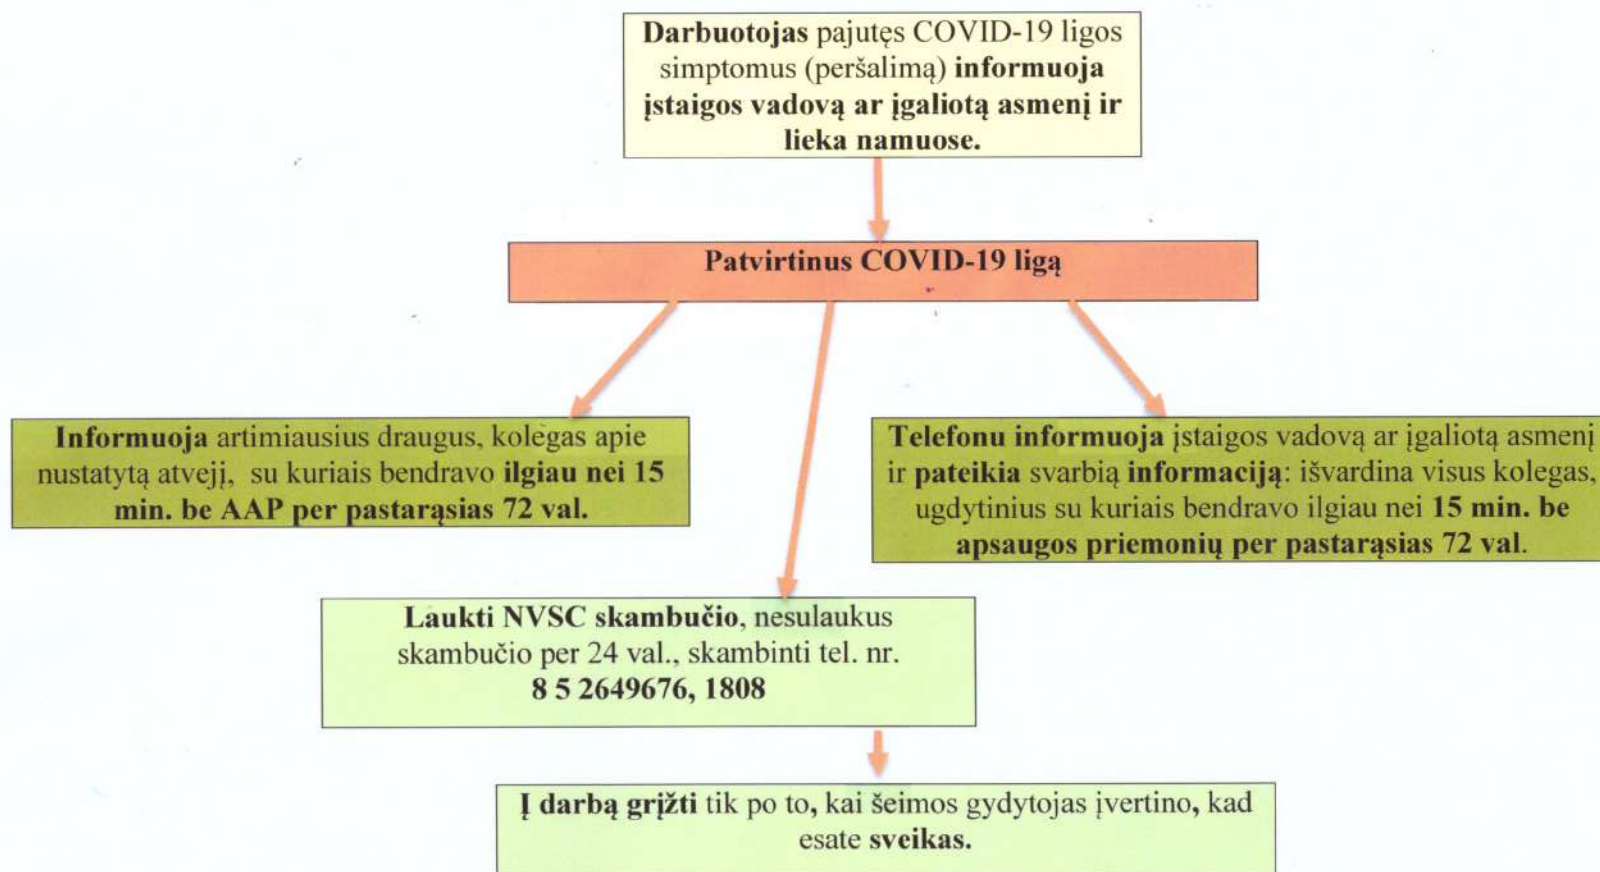 Darbuotojas pajutęs COVID-19 ligos
simptomus (peršalimą) informuoja
įstaigos vadovą ar įgaliotą asmenį ir
lieka namuose.
Patvirtinus COVID-19 ligą
Informuoja artimiausius draugus, kolegas apie
nustatytą atvejį, su kuriais bendravo ilgiau nei 15
min. be AAP per pastarąsias 72 val.
Telefonu informuoja įstaigos vadovą ar įgaliotą asmenį
ir pateikia svarbią informaciją: išvardina visus kolegas,
ugdytinius su kuriais bendravo ilgiau nei 15 min. be
apsaugos priemonių per pastarąsias 72 val.
Laukti NVSC skambučio, nesulaukus
skambučio per 24 val., skambinti tel. nr.
8 5 2649676, 1808
Į darbą grįžti tik po to, kai šeimos gydytojas įvertino, kad
esate sveikas.